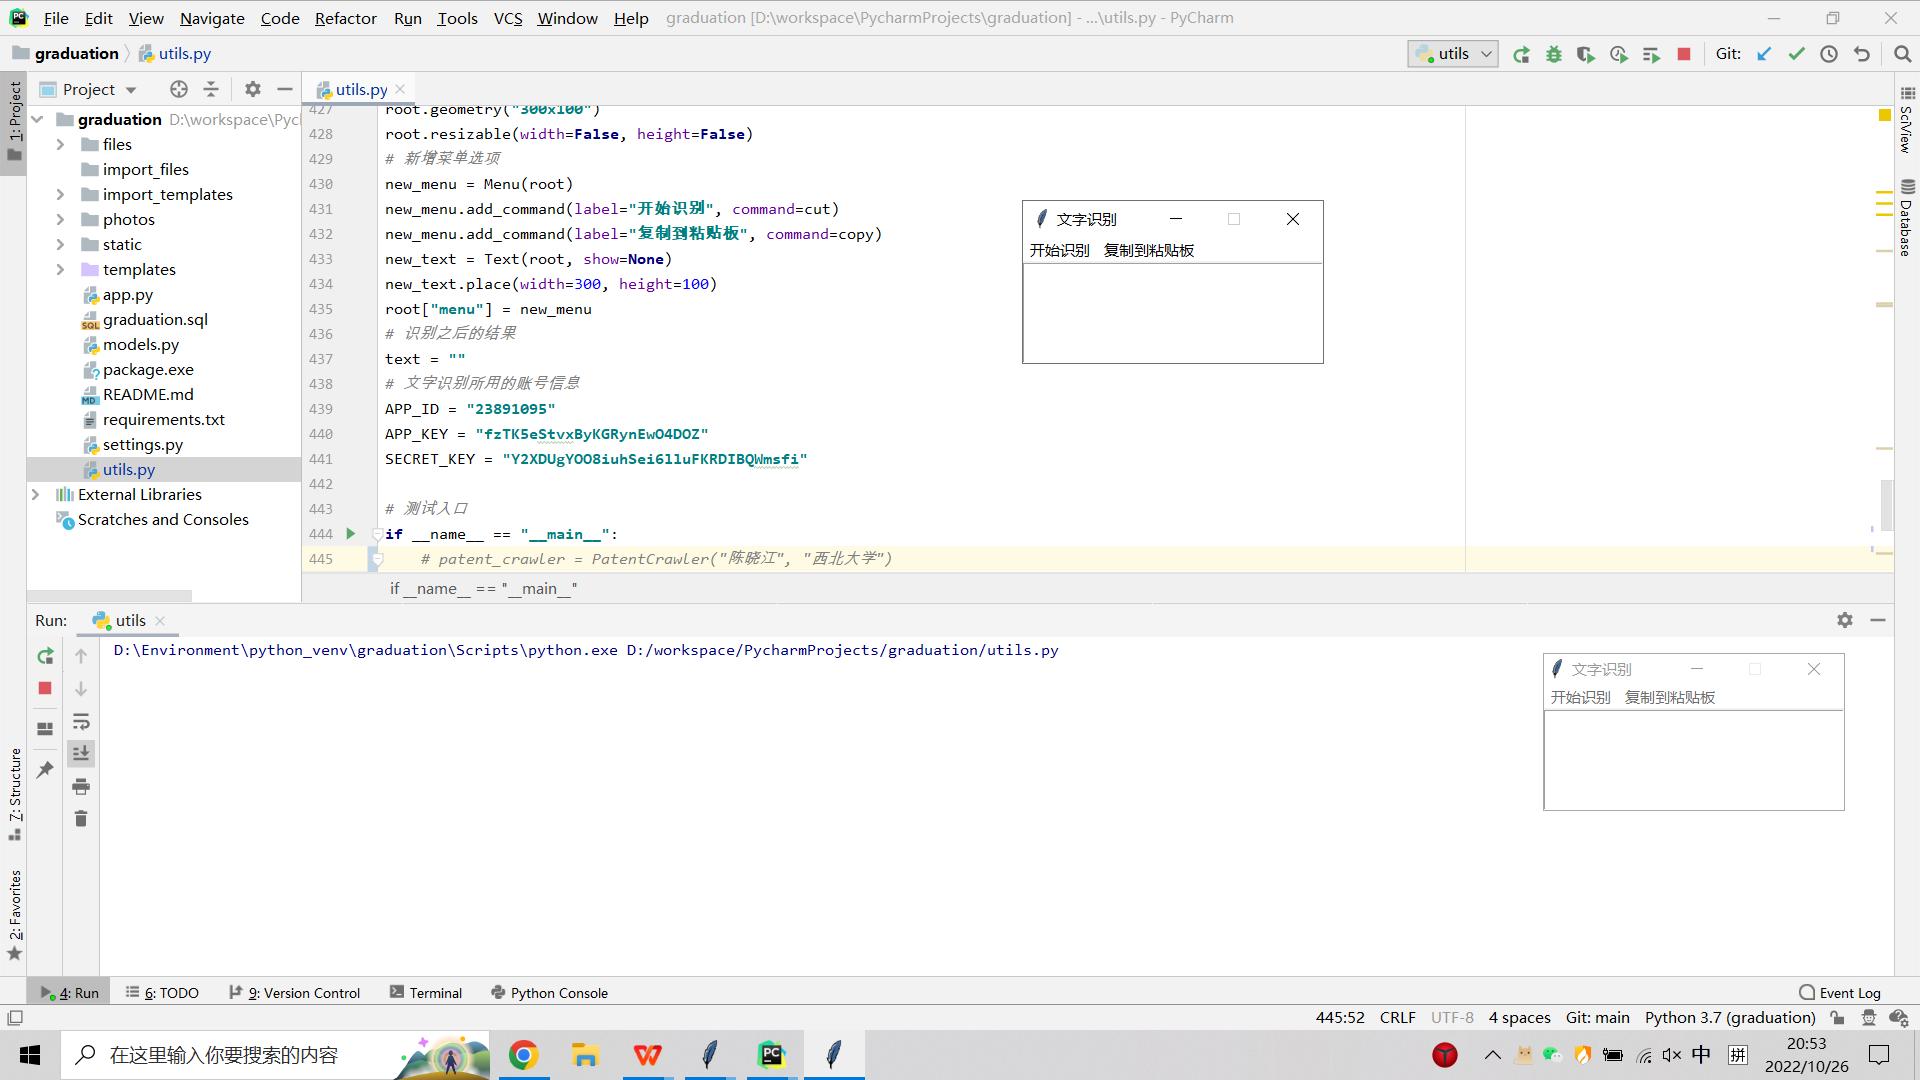 File Edit View Navigate Code Refactor Run Tools VCS Window Help graduation [D:\workspace\PycharmProjects\graduation] - ...\utils.py - PyCharm
graduation utils.py
utils Git:
1: Project
Project
utils.py
graduation D:\workspace\Pycl
files
import_files
import_templates
photos
static
templates
app.py
graduation.sql
models.py
package.exe
README.md
requirements.txt
settings.py
utils.py
External Libraries
Scratches and Consoles
427 root.geometry("300x100")
428 root.resizable(width=False, height=False)
429 # 新增菜单选项
430 new_menu = Menu(root)
431 new_menu.add_command(label="开始识别", command=cut)
432 new_menu.add_command(label="复制到粘贴板", command=copy)
433 new_text = Text(root, show=None)
434 new_text.place(width=300, height=100)
435 root["menu"] = new_menu
436 # 识别之后的结果
437 text = ""
438 # 文字识别所用的账号信息
439 APP_ID = "23891095"
440 APP_KEY = "fzTK5eStvxByKGRynEwO4DOZ"
441 SECRET_KEY = "Y2XDUgYOO8iuhSei6lluFKRDIBQWmsfi"
442
443 # 测试入口
444 if __name__ == "__main__":
445 # patent_crawler = PatentCrawler("陈晓江", "西北大学")
if __name__ == "__main__"
文字识别
开始识别 复制到粘贴板
SciView
Database
Run: utils
D:\Environment\python_venv\graduation\Scripts\python.exe D:/workspace/PycharmProjects/graduation/utils.py
文字识别
开始识别 复制到粘贴板
7: Structure
2: Favorites
4: Run 6: TODO 9: Version Control Terminal Python Console Event Log
445:52 CRLF UTF-8 4 spaces Git: main Python 3.7 (graduation)
在这里输入你要搜索的内容
中 拼
20:53
2022/10/26